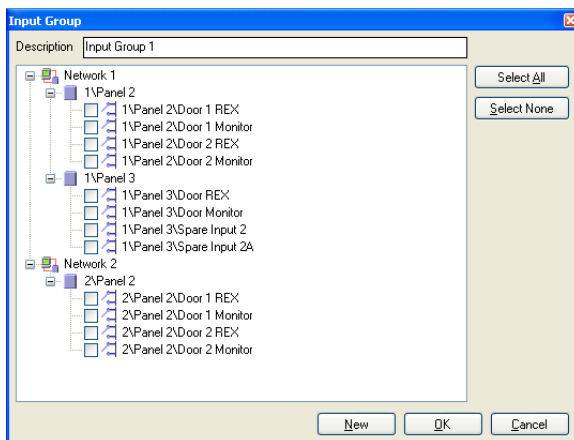 Input Group
Description Input Group 1
Network 1
1\Panel 2
1\Panel 2\Door 1 REX
1\Panel 2\Door 1 Monitor
1\Panel 2\Door 2 REX
1\Panel 2\Door 2 Monitor
1\Panel 3
1\Panel 3\Door REX
1\Panel 3\Door Monitor
1\Panel 3\Spare Input 2
1\Panel 3\Spare Input 2A
Network 2
2\Panel 2
2\Panel 2\Door 1 REX
2\Panel 2\Door 1 Monitor
2\Panel 2\Door 2 REX
2\Panel 2\Door 2 Monitor
Select All
Select None
New OK Cancel